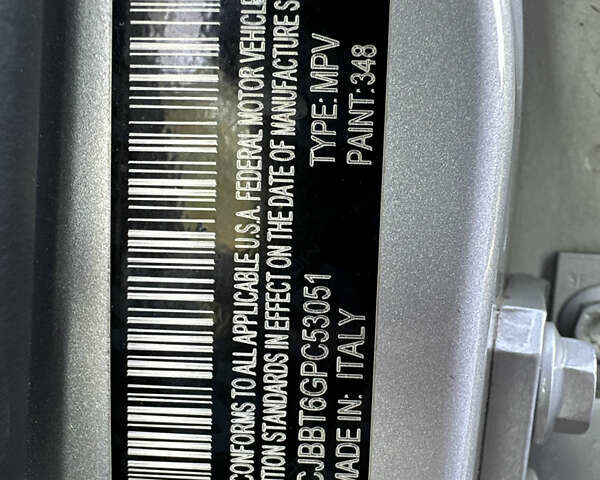 CONFORMS TO ALL APPLICABLE U.S.A. FEDERAL MOTOR VEHICLE
STANDARDS IN EFFECT ON THE DATE OF MANUFACTURE
CJBBT6GPC53051 TYPE: MPV
MADE IN: ITALY PAINT:348